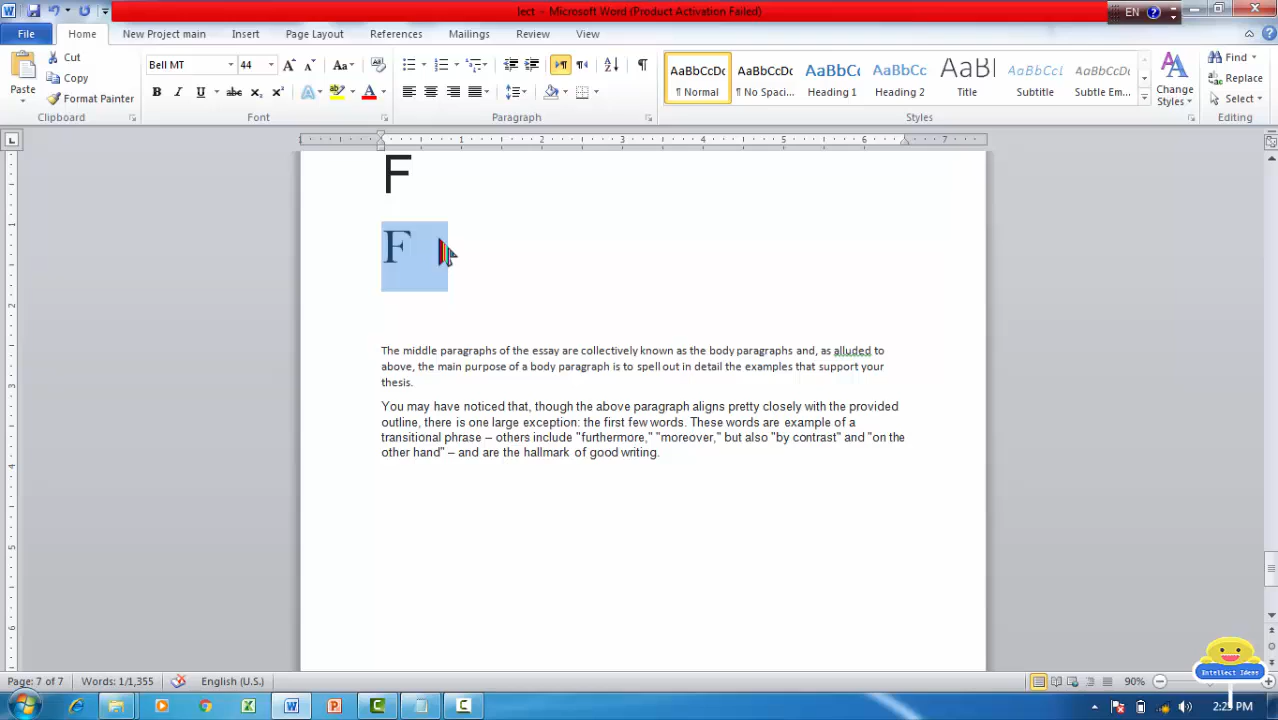 lect -- Microsoft Word (Product Activation Failed)
EN
File Home New Project main Insert Page Layout References Mailings Review View
Paste
Cut
Copy
Format Painter
Clipboard
Bell MT 44
Font
Paragraph
AaBbCcDc
¶ Normal
AaBbCcDc
¶ No Spaci...
AaBbCc
Heading 1
AaBbCc
Heading 2
AaBl
Title
AaBbCcl
Subtitle
AaBbCcDc
Subtle Em...
Change
Styles
Styles
Find
Replace
Select
Editing
1 2 3 4 5 6 7
F
F
The middle paragraphs of the essay are collectively known as the body paragraphs and, as alluded to
above, the main purpose of a body paragraph is to spell out in detail the examples that support your
thesis.
You may have noticed that, though the above paragraph aligns pretty closely with the provided
outline, there is one large exception: the first few words. These words are example of a
transitional phrase – others include "furthermore," "moreover," but also "by contrast" and "on the
other hand" – and are the hallmark of good writing.
Intellect Ideas
Page: 7 of 7 Words: 1/1,355 English (U.S.) 90%